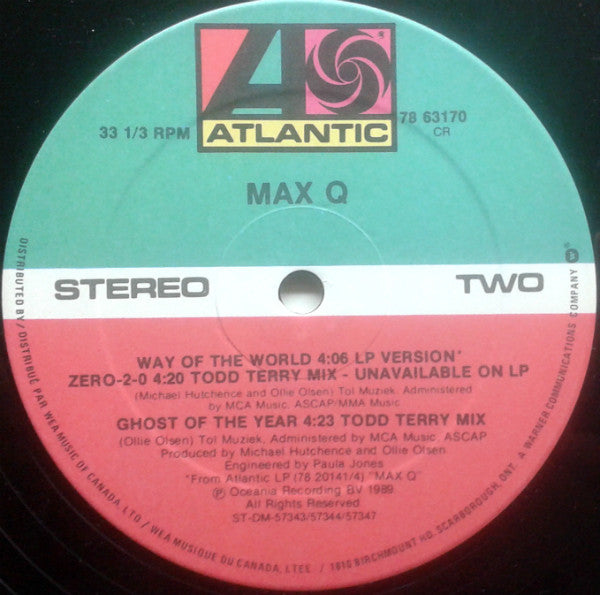 ATLANTIC
33 1/3 RPM
78 63170
CR
MAX Q
STEREO
TWO
WAY OF THE WORLD 4:06 LP VERSION*
ZERO-2-0 4:20 TODD TERRY MIX - UNAVAILABLE ON LP
(Michael Hutchence and Ollie Olsen) Tol Muziek, Administered
by MCA Music, ASCAP/MMA Music
GHOST OF THE YEAR 4:23 TODD TERRY MIX
(Ollie Olsen) Tol Muziek, Administered by MCA Music, ASCAP
Produced by Michael Hutchence and Ollie Olsen
Engineered by Paula Jones
*From Atlantic LP (78 20141/4) "MAX Q"
℗ Oceania Recording BV 1989
All Rights Reserved
ST-DM-57343/57344/57347
DISTRIBUTED BY / DISTRIBUÉ PAR WEA MUSIC OF CANADA, LTD / WEA MUSIQUE DU CANADA, LTEE. / 1810 BIRCHMOUNT RD, SCARBOROUGH, ONT. A WARNER COMMUNICATIONS COMPANY